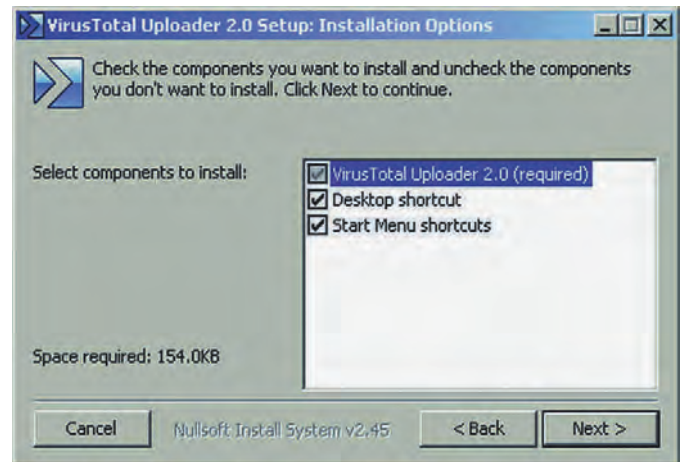 VirusTotal Uploader 2.0 Setup: Installation Options
Check the components you want to install and uncheck the components
you don't want to install. Click Next to continue.
Select components to install:
VirusTotal Uploader 2.0 (required)
Desktop shortcut
Start Menu shortcuts
Space required: 154.0KB
Cancel
Nullsoft Install System v2.45
< Back
Next >